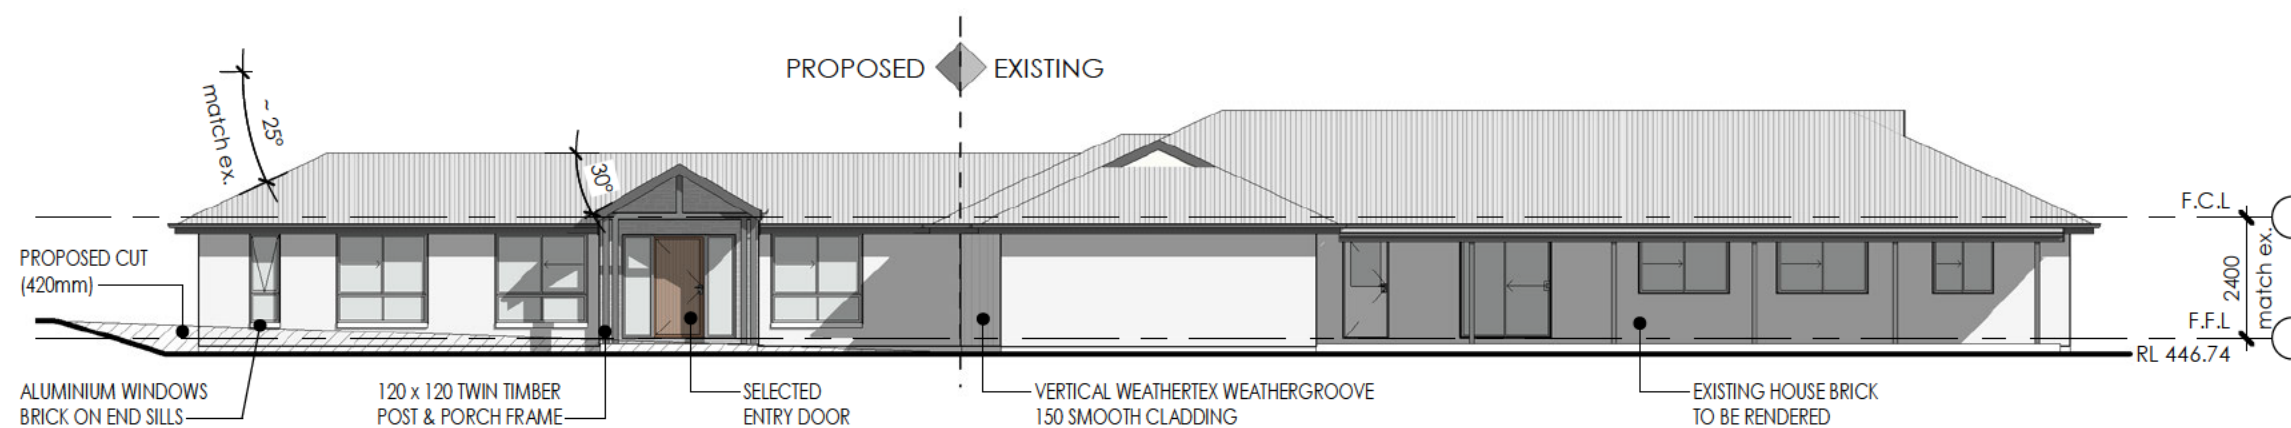 PROPOSED EXISTING
~ 25°
match ex.
30°
F.C.L
2400
match ex.
F.F.L
RL 446.74
PROPOSED CUT
(420mm)
ALUMINIUM WINDOWS
BRICK ON END SILLS
120 x 120 TWIN TIMBER
POST & PORCH FRAME
SELECTED
ENTRY DOOR
VERTICAL WEATHERTEX WEATHERGROOVE
150 SMOOTH CLADDING
EXISTING HOUSE BRICK
TO BE RENDERED